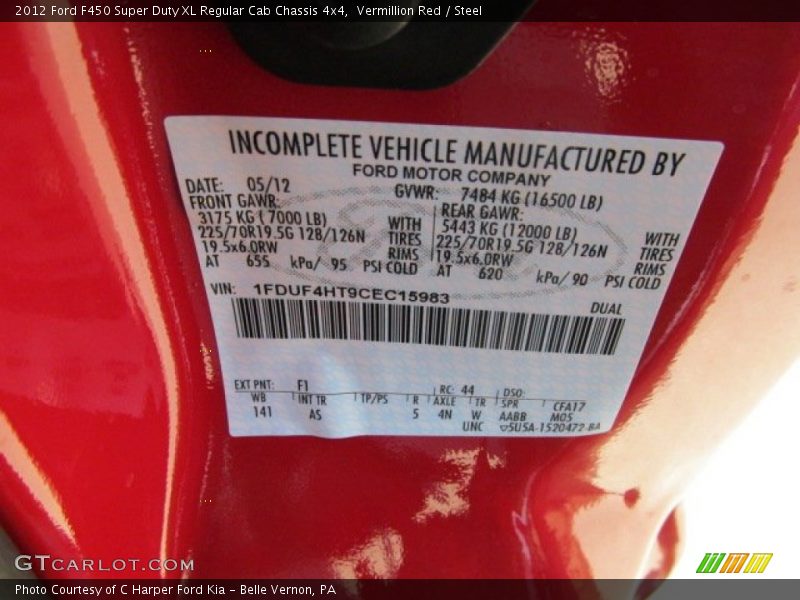 2012 Ford F450 Super Duty XL Regular Cab Chassis 4x4, Vermillion Red / Steel
INCOMPLETE VEHICLE MANUFACTURED BY
FORD MOTOR COMPANY
DATE: 05/12 GVWR: 7484 KG (16500 LB)
FRONT GAWR: REAR GAWR:
3175 KG (7000 LB) WITH 5443 KG (12000 LB) WITH
225/70R19.5G 128/126N TIRES 225/70R19.5G 128/126N TIRES
19.5x6.0RW RIMS 19.5x6.0RW RIMS
AT 655 kPa/ 95 PSI COLD AT 620 kPa/ 90 PSI COLD
VIN: 1FDUF4HT9CEC15983
DUAL
EXT PNT: F1 RC: 44 DSO:
WB INT TR TP/PS R AXLE TR SPR CFA17
141 AS 5 4N W AABB M05
UNC ▽5U5A-1520472-BA
GTCARLOT.COM
Photo Courtesy of C Harper Ford Kia - Belle Vernon, PA